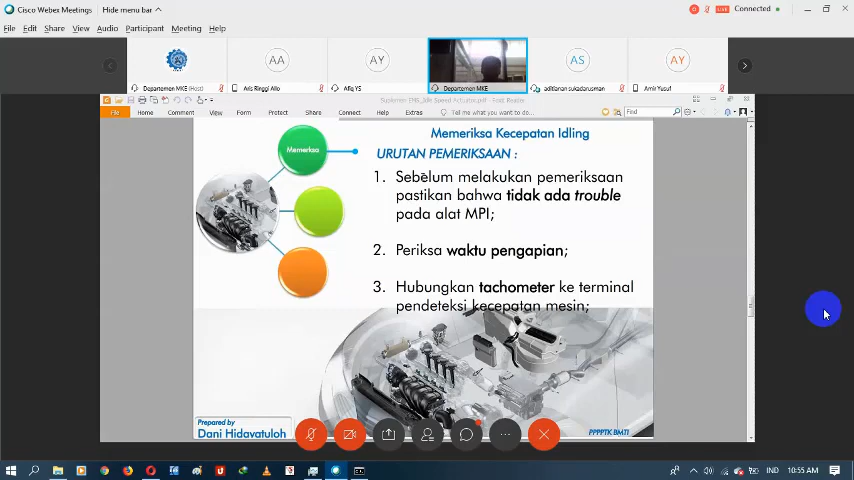 Cisco Webex Meetings
Hide menu bar
LIVE
Connected
File Edit Share View Audio Participant Meeting Help
AA
AY
AS
AY
Departemen MKE (Host)
Aris Ringgi Allo
Afiq YS
Departemen MKE
aditianan sukadarusman
Amir Yusuf
File Home Comment View Form Protect Share Connect Help Extras Tell me what you want to do... Find
Memeriksa Kecepatan Idling
Memeriksa
URUTAN PEMERIKSAAN :
1. Sebelum melakukan pemeriksaan
pastikan bahwa tidak ada trouble
pada alat MPI;
2. Periksa waktu pengapian;
3. Hubungkan tachometer ke terminal
pendeteksi kecepatan mesin;
Prepared by
Dani Hidayatuloh
PPPPTK BMTI
IND
10:55 AM